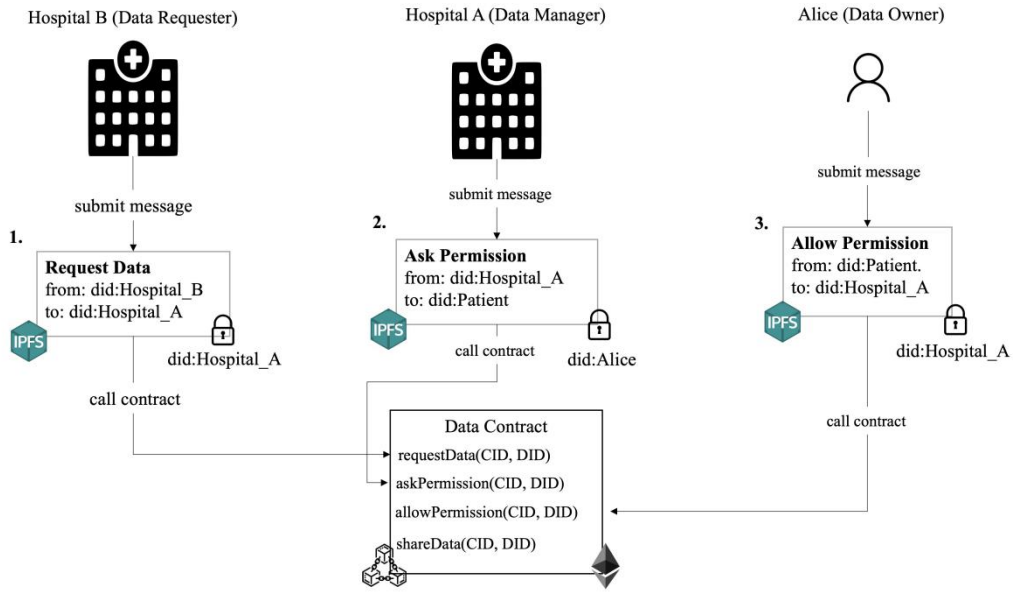 Hospital B (Data Requester)
Hospital A (Data Manager)
Alice (Data Owner)
submit message
submit message
submit message
1.
Request Data
from: did:Hospital_B
to: did:Hospital_A
IPFS
did:Hospital_A
2.
Ask Permission
from: did:Hospital_A
to: did:Patient
IPFS
did:Alice
3.
Allow Permission
from: did:Patient.
to: did:Hospital_A
IPFS
did:Hospital_A
call contract
call contract
call contract
Data Contract
requestData(CID, DID)
askPermission(CID, DID)
allowPermission(CID, DID)
shareData(CID, DID)